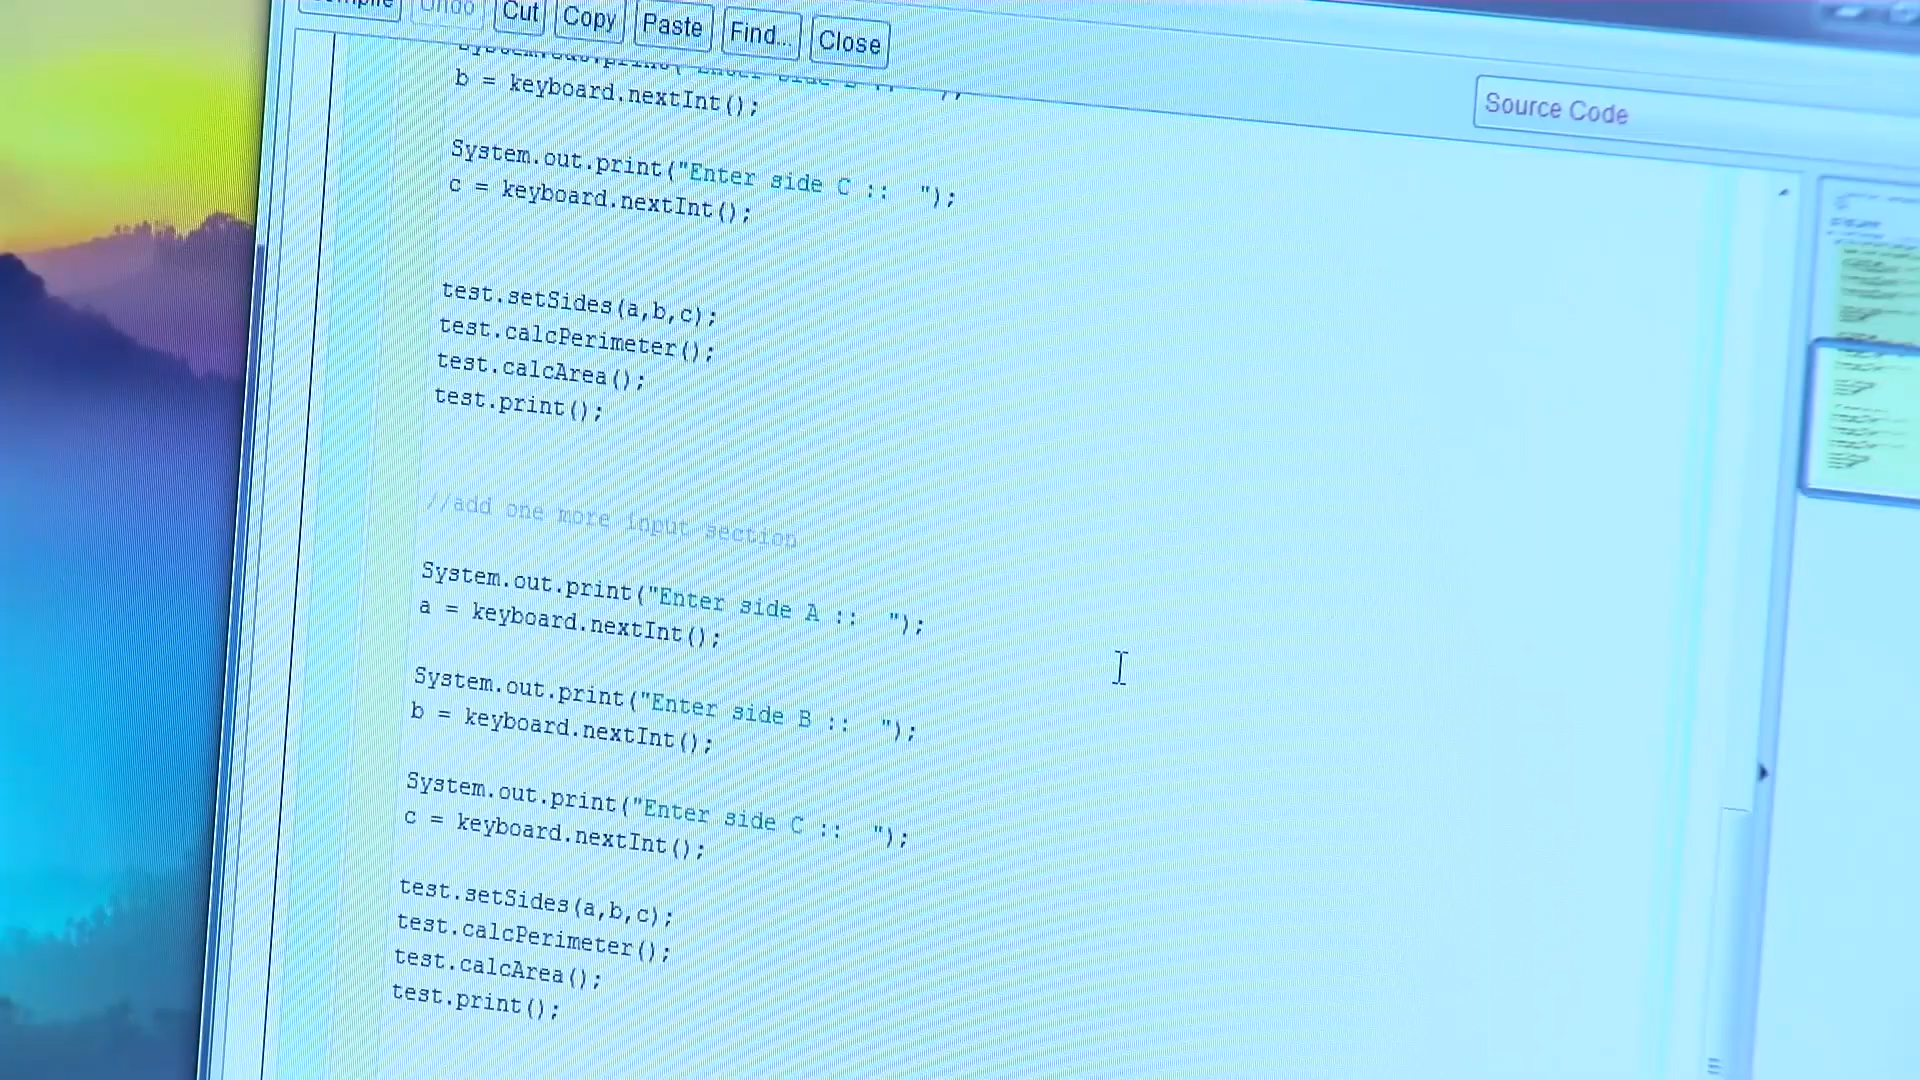 Compile Undo Cut Copy Paste Find... Close
Source Code
b = keyboard.nextInt();
System.out.print("Enter side C ::  ");
c = keyboard.nextInt();
test.setSides(a,b,c);
test.calcPerimeter();
test.calcArea();
test.print();
//add one more input section
System.out.print("Enter side A ::  ");
a = keyboard.nextInt();
System.out.print("Enter side B ::  ");
b = keyboard.nextInt();
System.out.print("Enter side C ::  ");
c = keyboard.nextInt();
test.setSides(a,b,c);
test.calcPerimeter();
test.calcArea();
test.print();